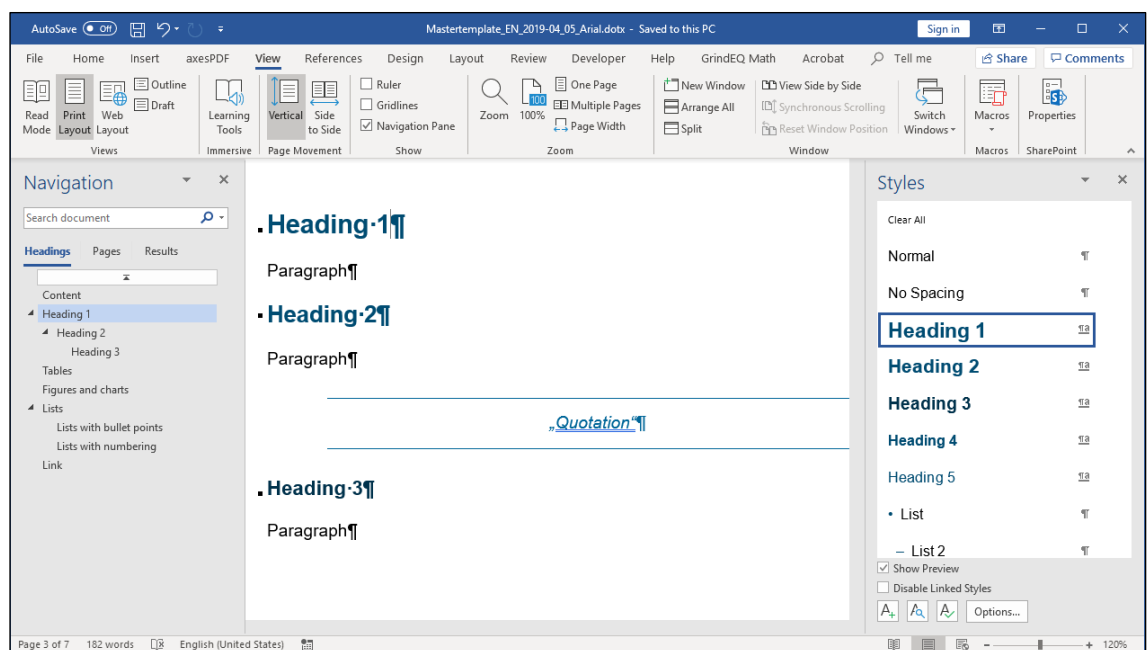 AutoSave Off Mastertemplate_EN_2019-04_05_Arial.dotx - Saved to this PC Sign in
File Home Insert axesPDF View References Design Layout Review Developer Help GrindEQ Math Acrobat Tell me Share Comments
Read Mode
Print Layout
Web Layout
Outline
Draft
Views
Learning Tools
Immersive
Vertical
Side to Side
Page Movement
Ruler
Gridlines
Navigation Pane
Show
Zoom
100%
One Page
Multiple Pages
Page Width
Zoom
New Window
Arrange All
Split
View Side by Side
Synchronous Scrolling
Reset Window Position
Switch Windows
Window
Macros
Macros
Properties
SharePoint
Navigation
Search document
Headings Pages Results
Content
Heading 1
Heading 2
Heading 3
Tables
Figures and charts
Lists
Lists with bullet points
Lists with numbering
Link
Heading·1¶
Paragraph¶
Heading·2¶
Paragraph¶
„Quotation“¶
Heading·3¶
Paragraph¶
Styles
Clear All
Normal ¶
No Spacing ¶
Heading 1 ¶a
Heading 2 ¶a
Heading 3 ¶a
Heading 4 ¶a
Heading 5 ¶a
• List ¶
– List 2 ¶
Show Preview
Disable Linked Styles
Options...
Page 3 of 7 182 words English (United States) - + 120%